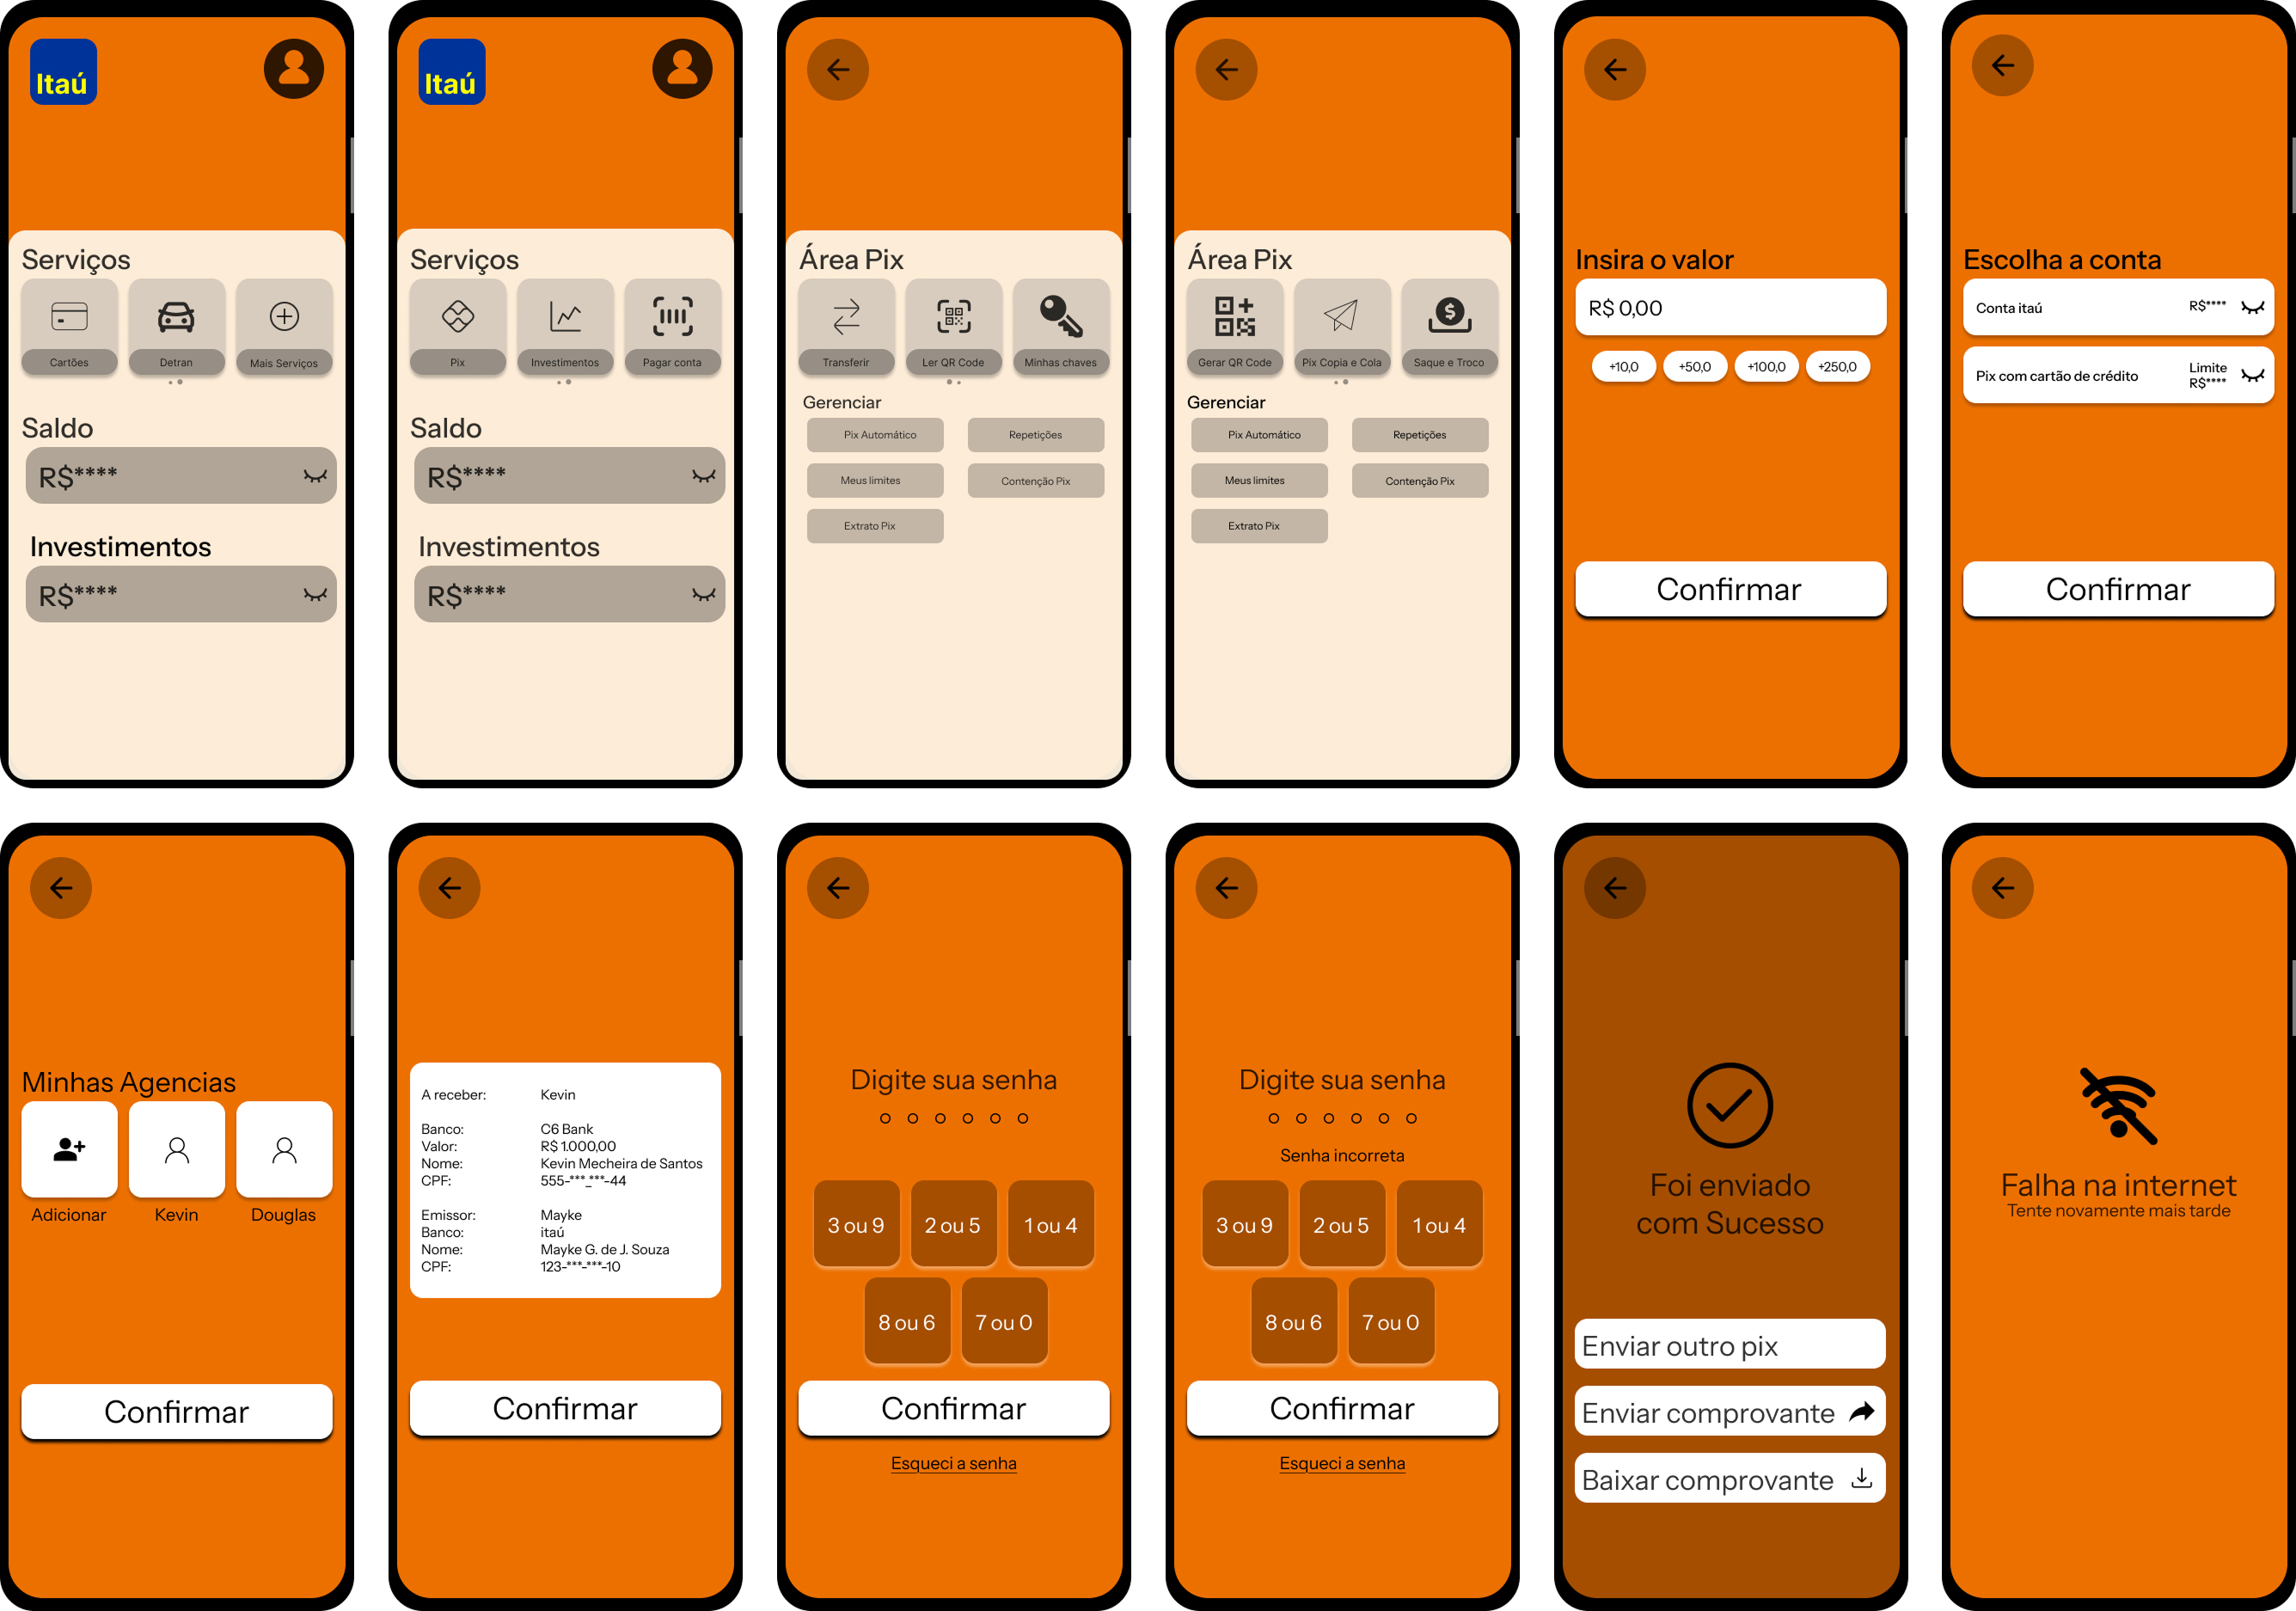 Itaú
Serviços
Cartões
Detran
Mais Serviços
Saldo
R$****
Investimentos
R$****
Itaú
Serviços
Pix
Investimentos
Pagar conta
Saldo
R$****
Investimentos
R$****
Área Pix
Transferir
Ler QR Code
Minhas chaves
Gerenciar
Pix Automático
Repetições
Meus limites
Contenção Pix
Extrato Pix
Área Pix
Gerar QR Code
Pix Copia e Cola
Saque e Troco
Gerenciar
Pix Automático
Repetições
Meus limites
Contenção Pix
Extrato Pix
Insira o valor
R$ 0,00
+10,0
+50,0
+100,0
+250,0
Confirmar
Escolha a conta
Conta itaú R$****
Pix com cartão de crédito
Limite
R$****
Confirmar
Minhas Agencias
Adicionar
Kevin
Douglas
Confirmar
A receber: Kevin
Banco: C6 Bank
Valor: R$ 1.000,00
Nome: Kevin Mecheira de Santos
CPF: 555-***_***-44
Emissor: Mayke
Banco: itaú
Nome: Mayke G. de J. Souza
CPF: 123-***-***-10
Confirmar
Digite sua senha
3 ou 9
2 ou 5
1 ou 4
8 ou 6
7 ou 0
Confirmar
Esqueci a senha
Digite sua senha
Senha incorreta
3 ou 9
2 ou 5
1 ou 4
8 ou 6
7 ou 0
Confirmar
Esqueci a senha
Foi enviado
com Sucesso
Enviar outro pix
Enviar comprovante
Baixar comprovante
Falha na internet
Tente novamente mais tarde